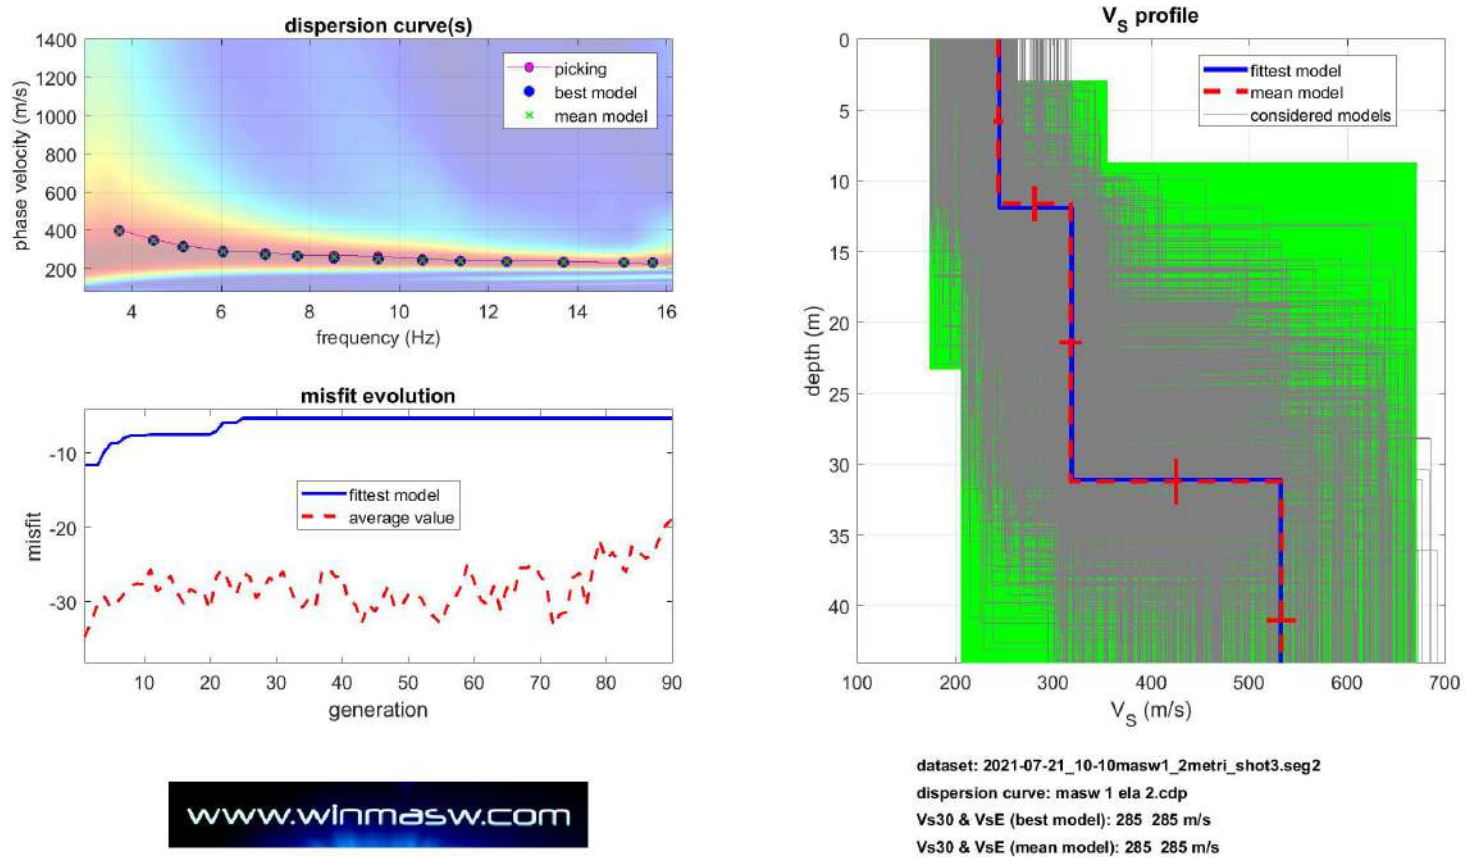 dispersion curve(s)
1400
1200
1000
800
600
400
200
phase velocity (m/s)
picking
best model
mean model
4 6 8 10 12 14 16
frequency (Hz)
misfit evolution
-10
-20
-30
misfit
fittest model
average value
10 20 30 40 50 60 70 80 90
generation
www.winmasw.com
VS profile
0
5
10
15
20
25
30
35
40
depth (m)
fittest model
mean model
considered models
100 200 300 400 500 600 700
VS (m/s)
dataset: 2021-07-21_10-10masw1_2metri_shot3.seg2
dispersion curve: masw 1 ela 2.cdp
Vs30 & VsE (best model): 285 285 m/s
Vs30 & VsE (mean model): 285 285 m/s